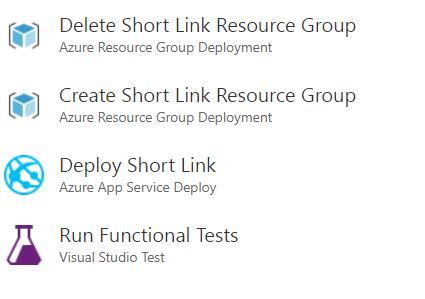 Delete Short Link Resource Group
Azure Resource Group Deployment
Create Short Link Resource Group
Azure Resource Group Deployment
Deploy Short Link
Azure App Service Deploy
Run Functional Tests
Visual Studio Test